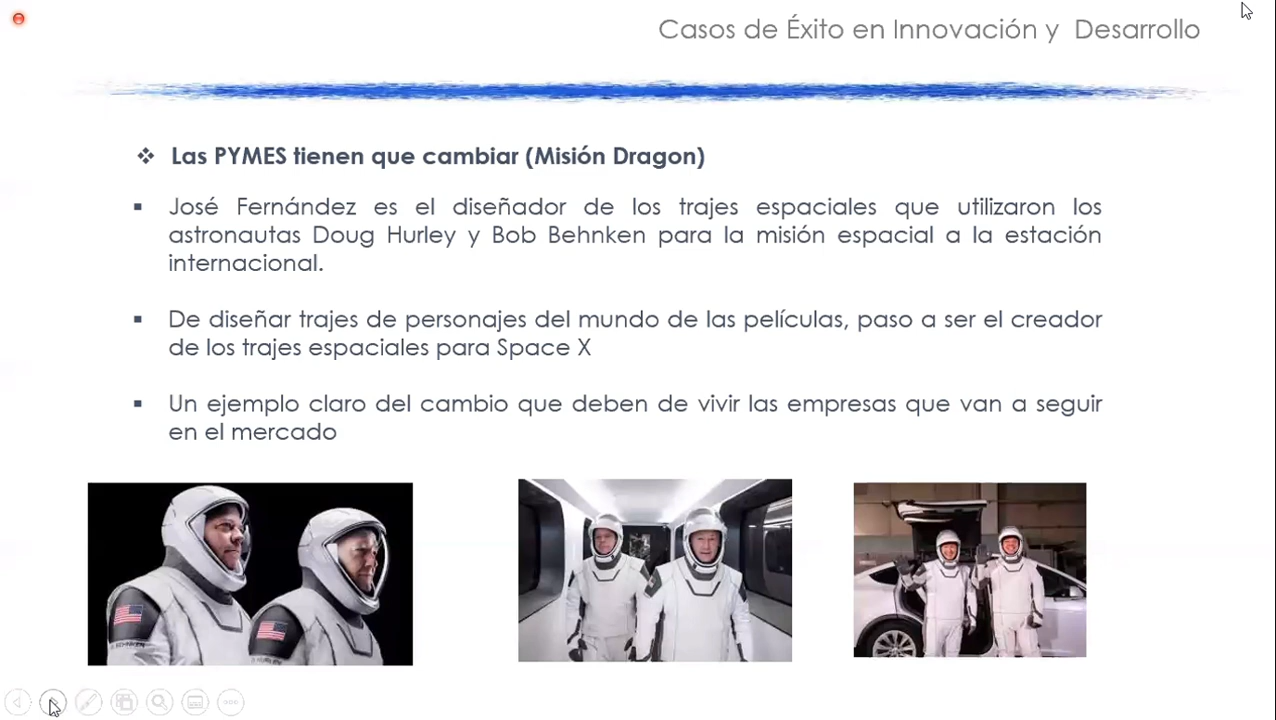 Casos de Éxito en Innovación y Desarrollo
Las PYMES tienen que cambiar (Misión Dragon)
José Fernández es el diseñador de los trajes espaciales que utilizaron los
astronautas Doug Hurley y Bob Behnken para la misión espacial a la estación
internacional.
De diseñar trajes de personajes del mundo de las películas, paso a ser el creador
de los trajes espaciales para Space X
Un ejemplo claro del cambio que deben de vivir las empresas que van a seguir
en el mercado